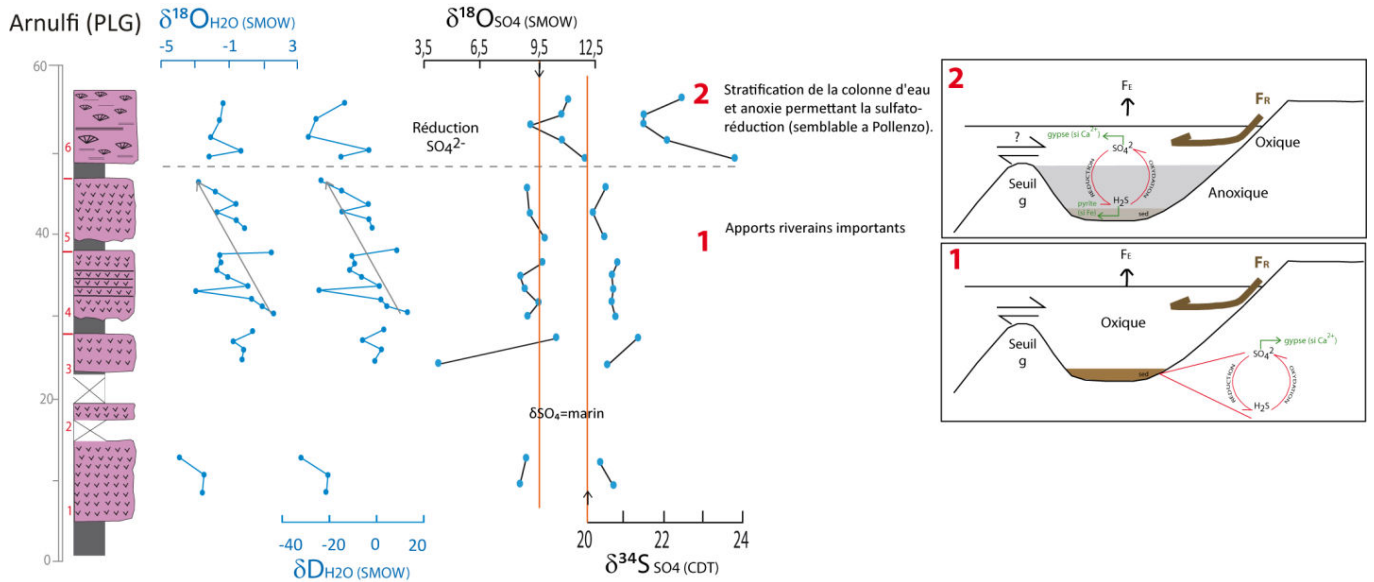 Arnulfi (PLG)
δ18OH2O (SMOW)
-5 -1 3
δ18OSO4 (SMOW)
3,5 6,5 9,5 12,5
60
40
20
0
6
5
4
3
2
1
Réduction
SO42-
δSO4=marin
-40 -20 0 20
δDH2O (SMOW)
20 22 24
δ34S SO4 (CDT)
2 Stratification de la colonne d'eau
et anoxie permettant la sulfato-
réduction (semblable a Pollenzo).
1 Apports riverains importants
2
FE
FR
gypse (si Ca2+)
SO42
Oxique
?
RÉDUCTION
OXYDATION
Seuil
g
Anoxique
H2S
pyrite
(si Fe)
sed
1
FE
FR
Oxique
Seuil
g
sed
gypse (si Ca2+)
SO42
RÉDUCTION
OXYDATION
H2S